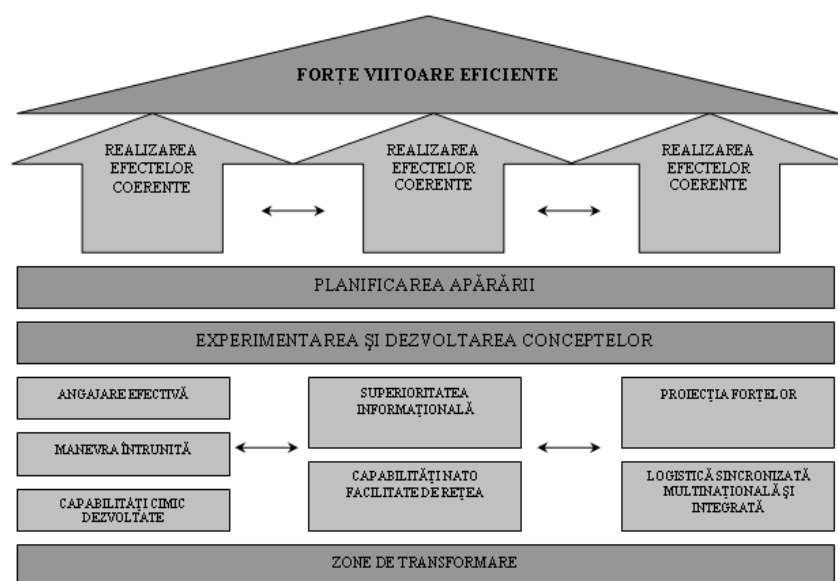 FORȚE VIITOARE EFICIENTE
REALIZAREA
EFECTELOR
COERENTE
REALIZAREA
EFECTELOR
COERENTE
REALIZAREA
EFECTELOR
COERENTE
PLANIFICAREA APĂRĂRII
EXPERIMENTAREA ŞI DEZVOLTAREA CONCEPTELOR
ANGAJARE EFECTIVĂ
MANEVRA ÎNTRUNITĂ
CAPABILITĂȚI CIMIC
DEZVOLTATE
SUPERIORITATEA
INFORMAȚIONALĂ
CAPABILITĂȚI NATO
FACILITATE DE REȚEA
PROIECȚIA FORȚELOR
LOGISTICĂ SINCRONIZATĂ
MULTINAȚIONALĂ ŞI
INTEGRATĂ
ZONE DE TRANSFORMARE